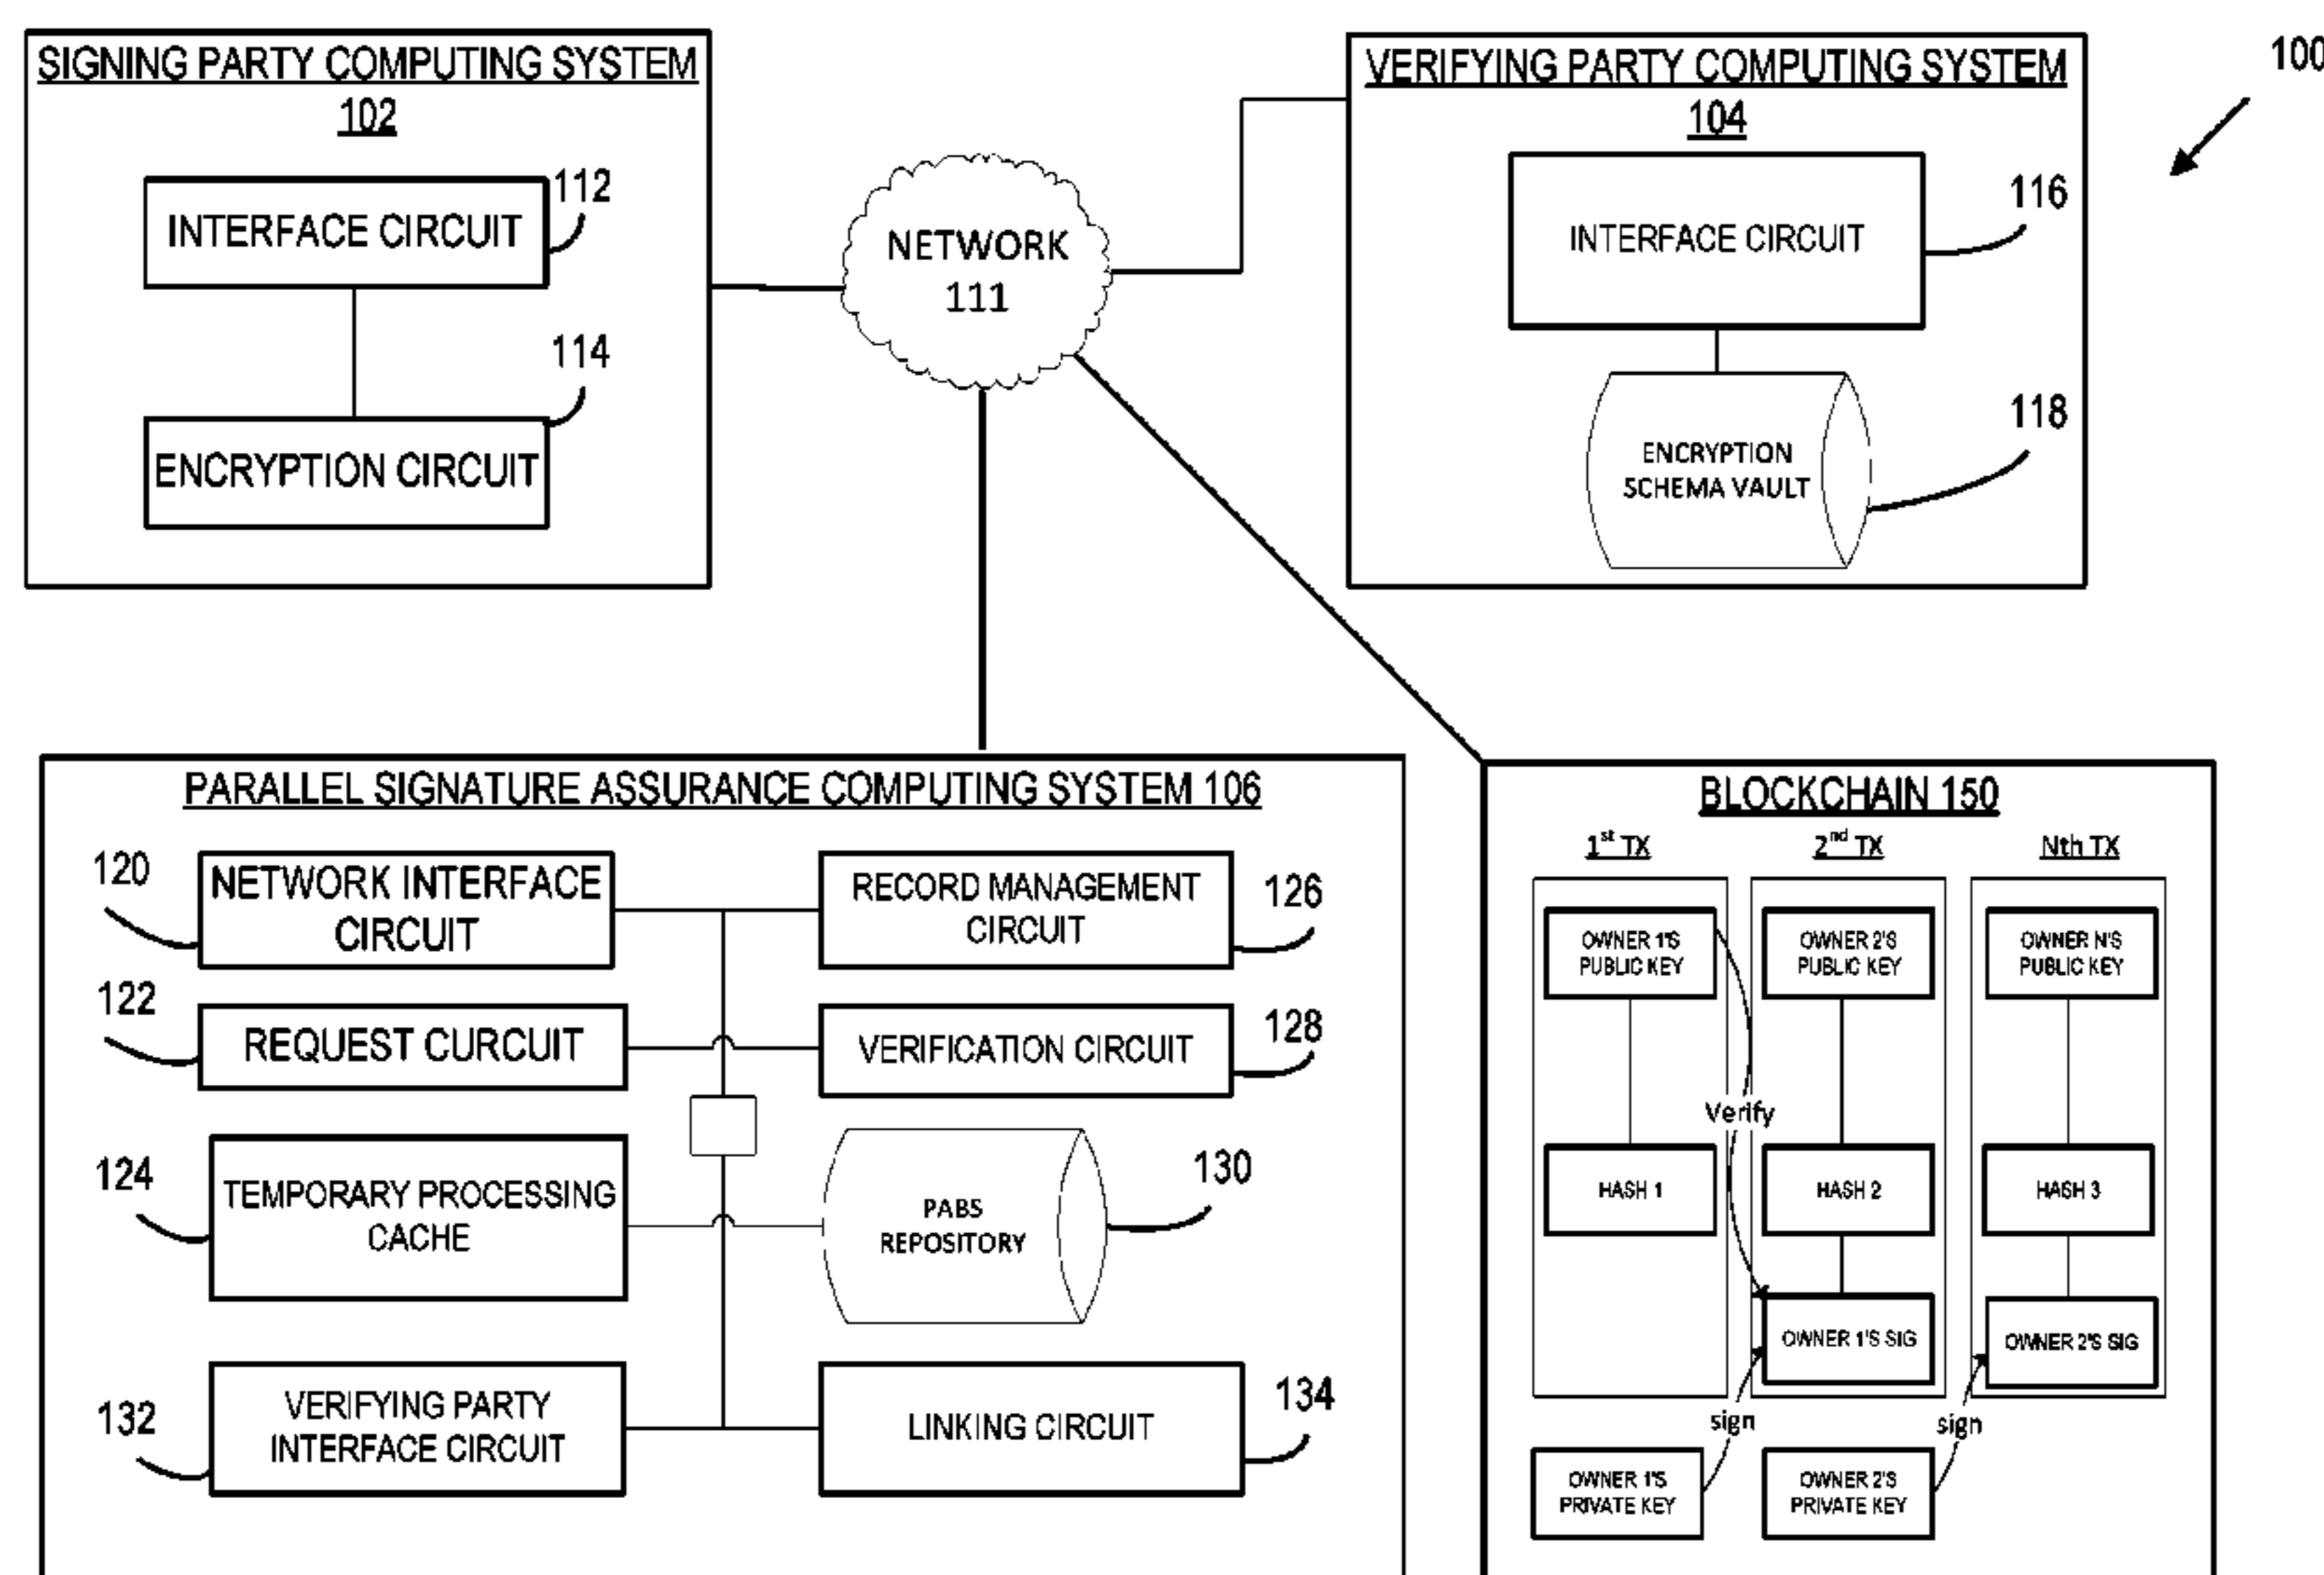 SIGNING PARTY COMPUTING SYSTEM
102
INTERFACE CIRCUIT
112
114
ENCRYPTION CIRCUIT
NETWORK
111
VERIFYING PARTY COMPUTING SYSTEM
104
INTERFACE CIRCUIT
116
ENCRYPTION
SCHEMA VAULT
118
100
PARALLEL SIGNATURE ASSURANCE COMPUTING SYSTEM 106
120
NETWORK INTERFACE
CIRCUIT
RECORD MANAGEMENT
CIRCUIT
126
122
REQUEST CURCUIT
VERIFICATION CIRCUIT
128
124
TEMPORARY PROCESSING
CACHE
PABS
REPOSITORY
130
132
VERIFYING PARTY
INTERFACE CIRCUIT
LINKING CIRCUIT
134
BLOCKCHAIN 150
1st TX
2nd TX
Nth TX
OWNER 1'S
PUBLIC KEY
OWNER 2'S
PUBLIC KEY
OWNER N'S
PUBLIC KEY
Verify
HASH 1
HASH 2
HASH 3
OWNER 1'S SIG
OWNER 2'S SIG
sign
sign
OWNER 1'S
PRIVATE KEY
OWNER 2'S
PRIVATE KEY